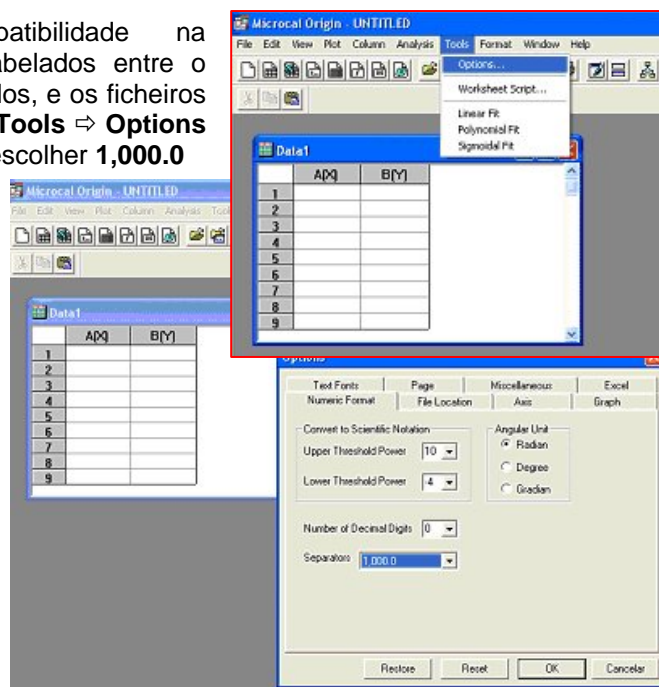 patibilidade na
abelados entre o
dos, e os ficheiros
Tools ⇨ Options
escolher 1,000.0
Microcal Origin - UNTITLED
File Edit View Plot Column Analysis Tools Format Window Help
Options...
Worksheet Script...
Linear Fit
Polynomial Fit
Sigmoidal Fit
Data1
A[X] B[Y]
1
2
3
4
5
6
7
8
9
Microcal Origin - UNTITLED
File Edit View Plot Column Analysis
Data1
A[X] B[Y]
1
2
3
4
5
6
7
8
9
Options
Text Fonts Page Miscellaneous Excel
Numeric Format File Location Axis Graph
Convert to Scientific Notation Angular Unit
Upper Threshold Power 10 Radian
Degree
Lower Threshold Power -4 Gradian
Number of Decimal Digits 0
Separators 1,000.0
Restore Reset OK Cancelar